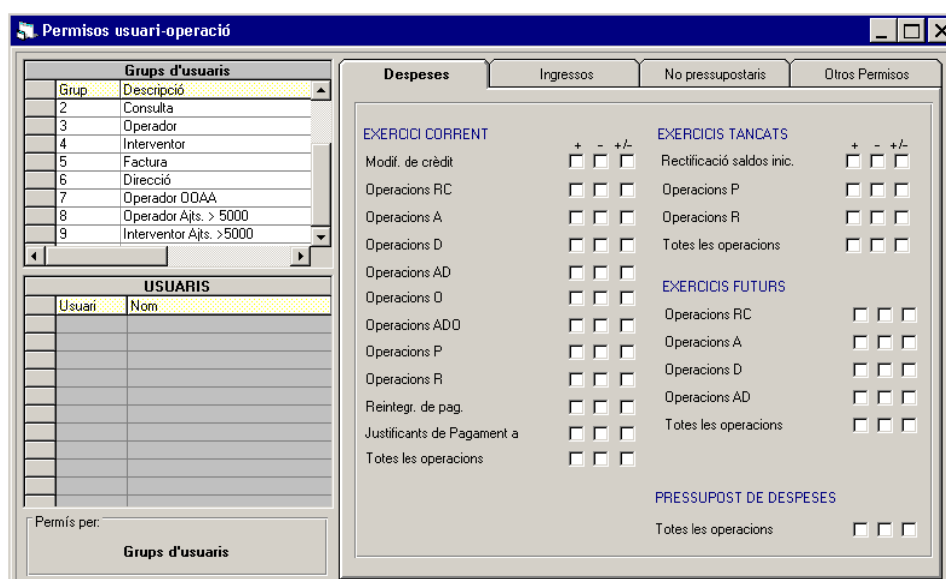 Permisos usuari-operació
Grups d'usuaris
Grup Descripció
2 Consulta
3 Operador
4 Interventor
5 Factura
6 Direcció
7 Operador OOAA
8 Operador Ajts. > 5000
9 Interventor Ajts. >5000
USUARIS
Usuari Nom
Permís per:
Grups d'usuaris
Despeses Ingressos No pressupostaris Otros Permisos
EXERCICI CORRENT
+ - +/-
Modif. de crèdit
Operacions RC
Operacions A
Operacions D
Operacions AD
Operacions O
Operacions ADO
Operacions P
Operacions R
Reintegr. de pag.
Justificants de Pagament a
Totes les operacions
EXERCICIS TANCATS
+ - +/-
Rectificació saldos inic.
Operacions P
Operacions R
Totes les operacions
EXERCICIS FUTURS
Operacions RC
Operacions A
Operacions D
Operacions AD
Totes les operacions
PRESSUPOST DE DESPESES
Totes les operacions